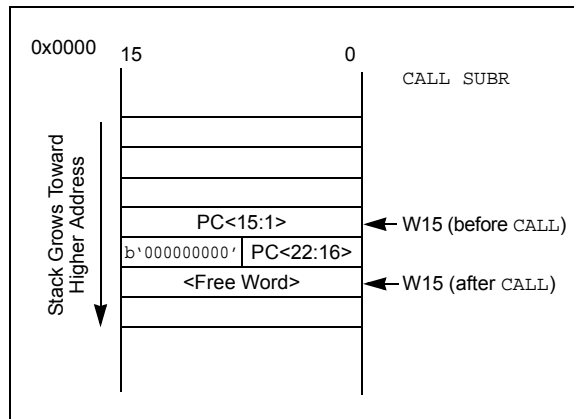 0x0000
15 0
CALL SUBR
Stack Grows Toward
Higher Address
PC<15:1>
W15 (before CALL)
b‘000000000’ PC<22:16>
<Free Word>
W15 (after CALL)